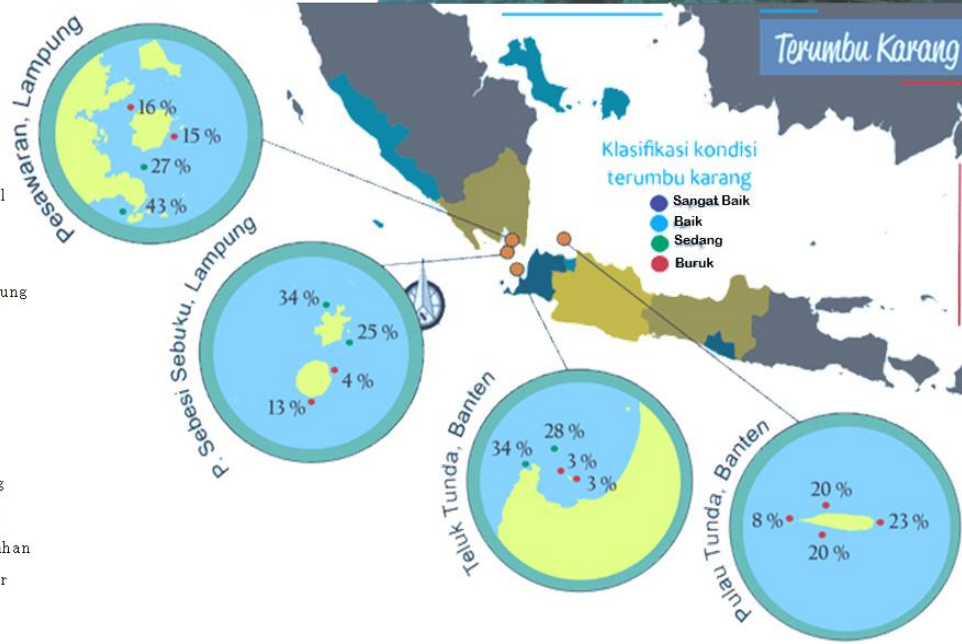 Terumbu Karang
Klasifikasi kondisi
terumbu karang
Sangat Baik
Baik
Sedang
Buruk
Pesawaran, Lampung
16 %
15 %
27 %
43 %
P. Sebesi Sebuku, Lampung
34 %
25 %
4 %
13 %
Teluk Tunda, Banten
28 %
34 %
3 %
3 %
Pulau Tunda, Banten
20 %
8 %
23 %
20 %
l
ung
g
han
r